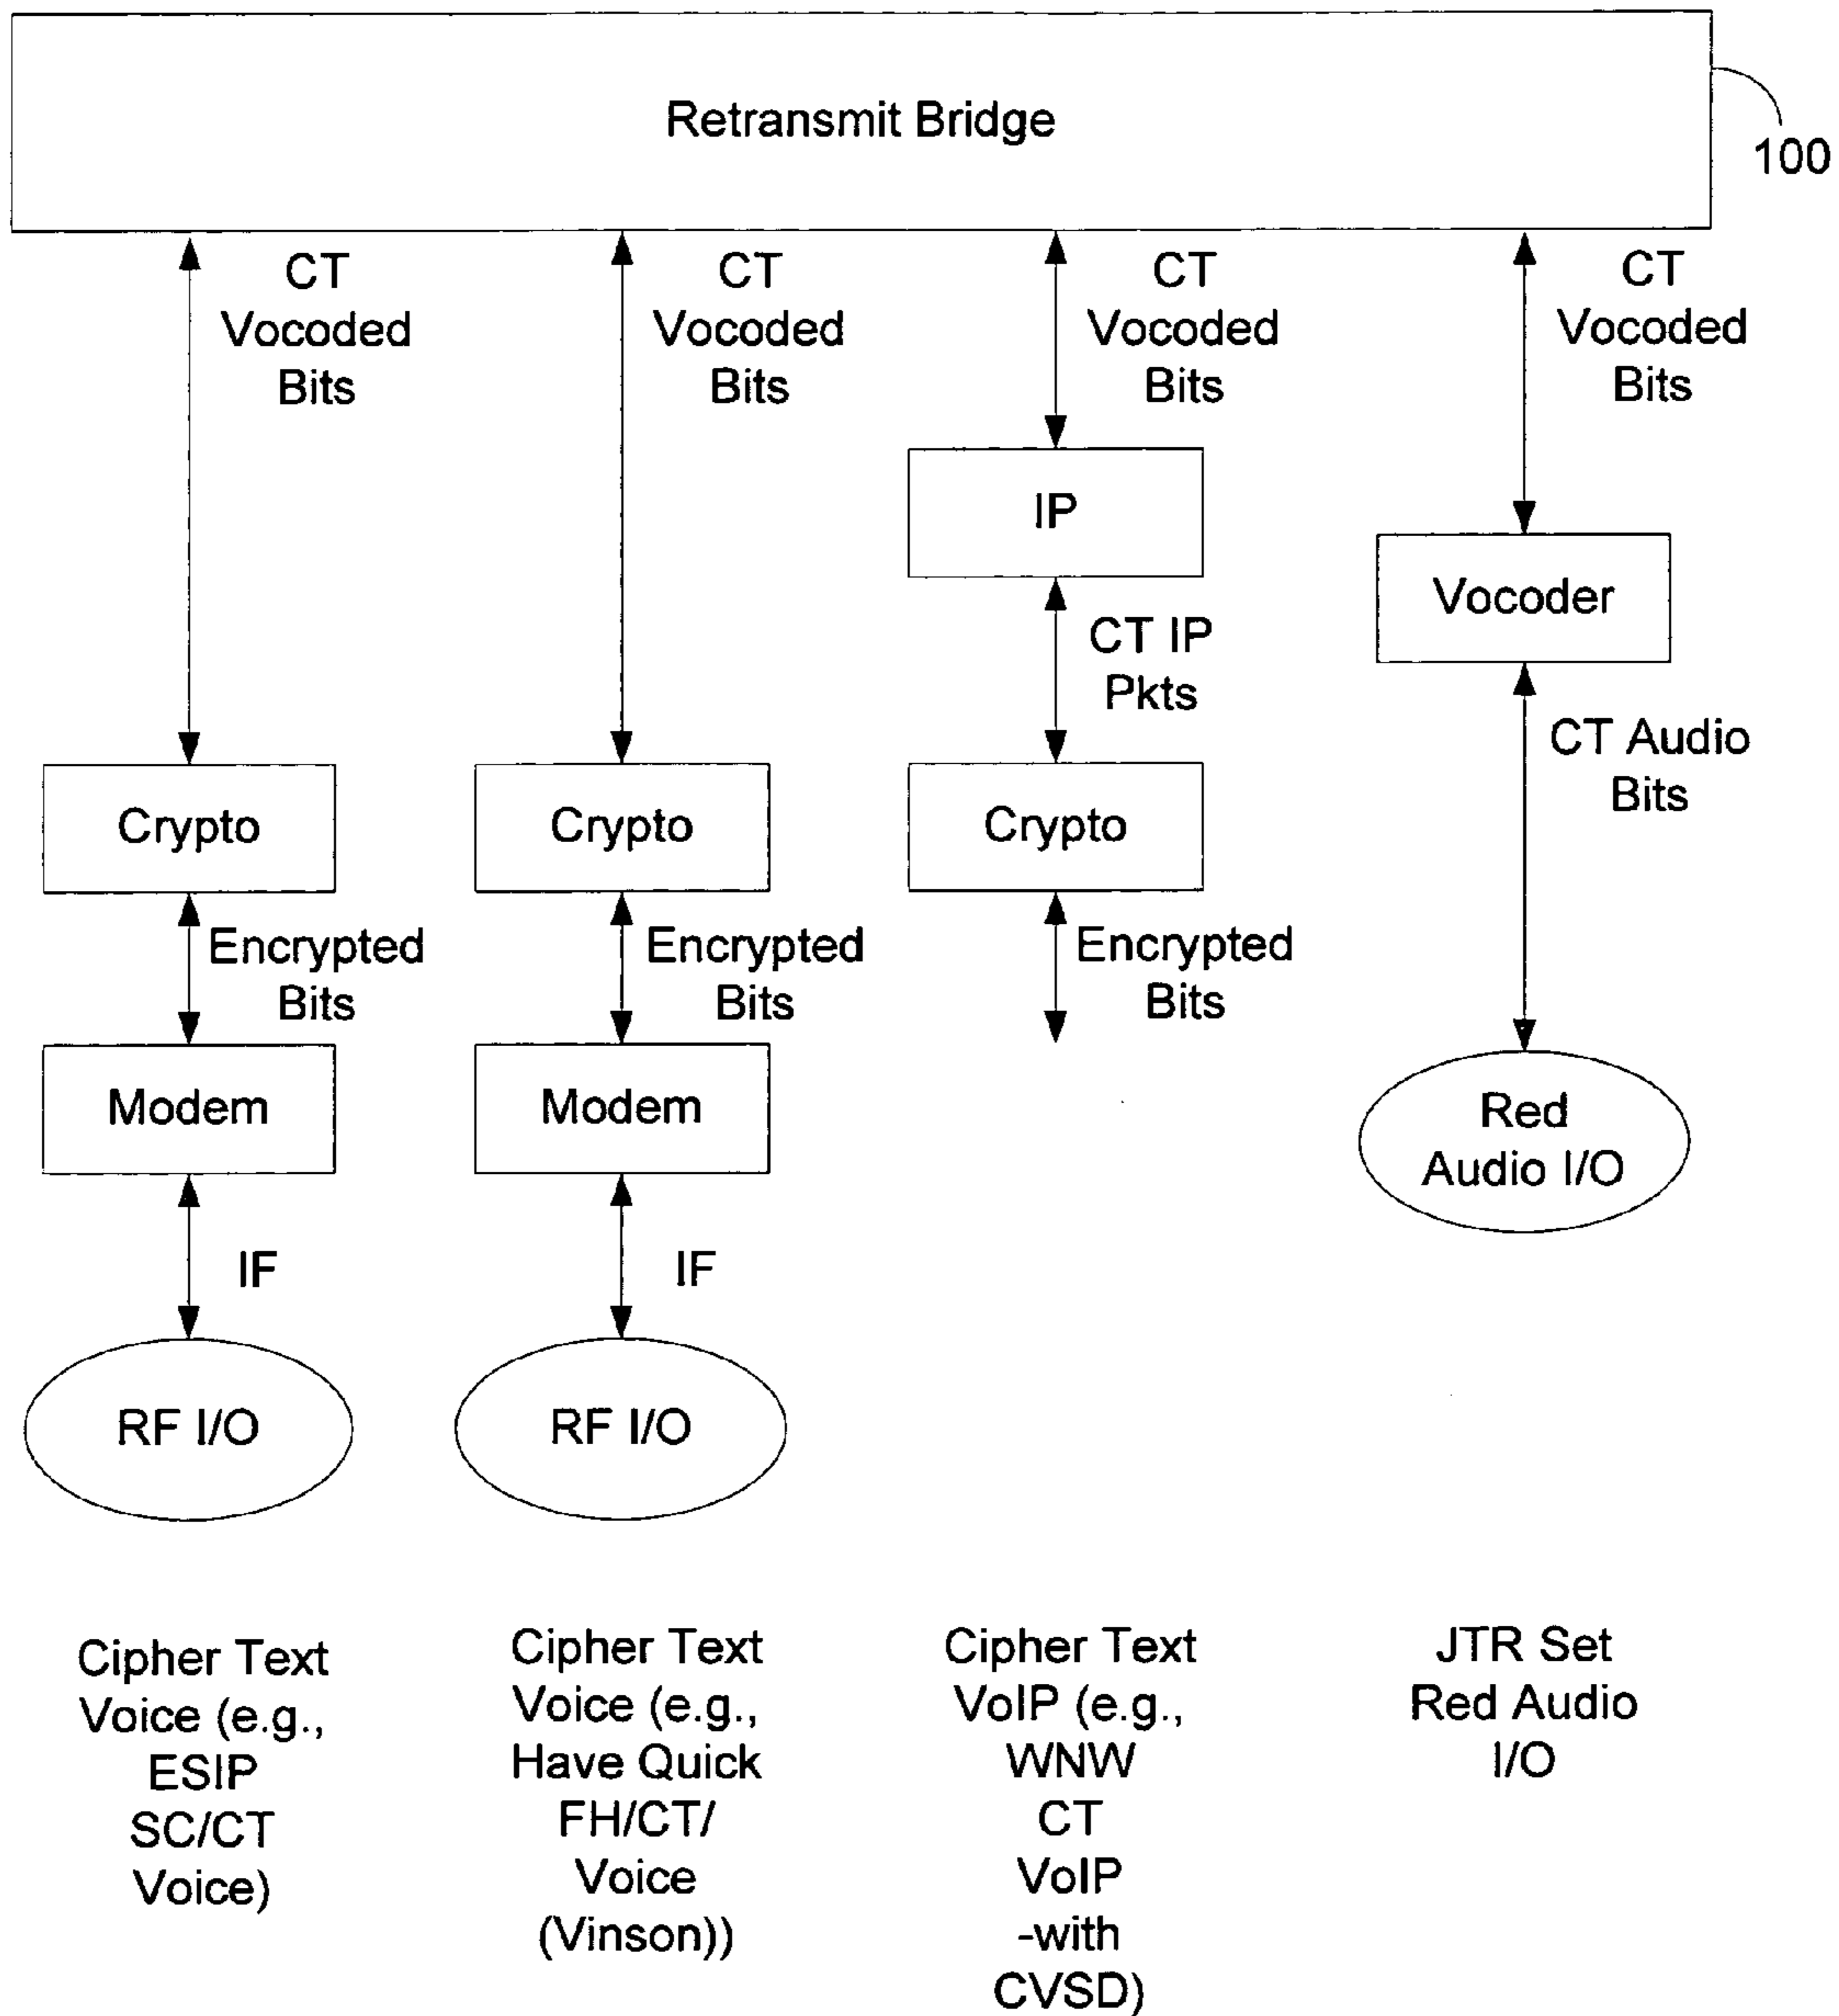 Retransmit Bridge
100
CT
Vocoded
Bits
CT
Vocoded
Bits
CT
Vocoded
Bits
CT
Vocoded
Bits
IP
Vocoder
CT IP
Pkts
CT Audio
Bits
Crypto
Crypto
Crypto
Encrypted
Bits
Encrypted
Bits
Encrypted
Bits
Modem
Modem
Red
Audio I/O
IF
IF
RF I/O
RF I/O
Cipher Text
Voice (e.g.,
ESIP
SC/CT
Voice)
Cipher Text
Voice (e.g.,
Have Quick
FH/CT/
Voice
(Vinson))
Cipher Text
VoIP (e.g.,
WNW
CT
VoIP
-with
CVSD)
JTR Set
Red Audio
I/O